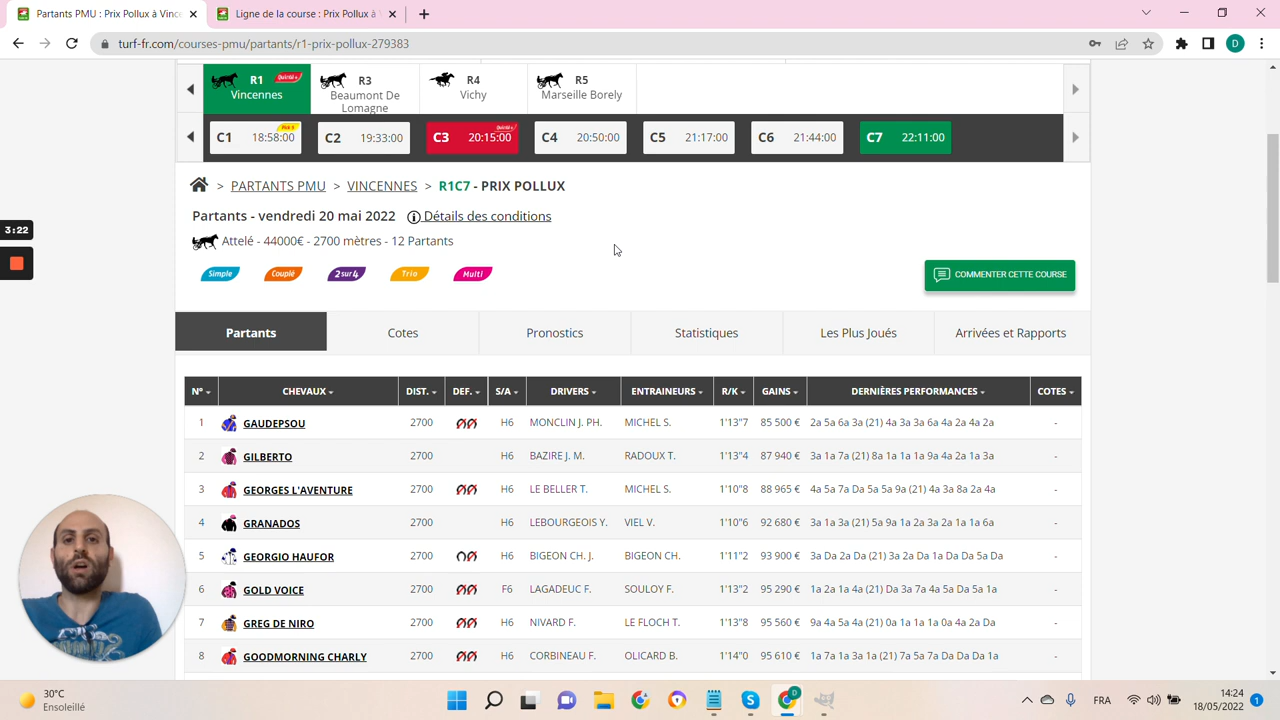 Partants PMU : Prix Pollux à Vince
Ligne de la course : Prix Pollux à V
turf-fr.com/courses-pmu/partants/r1-prix-pollux-279383
D
R1 Quinté+
Vincennes
R3
Beaumont De
Lomagne
R4
Vichy
R5
Marseille Borely
C1 18:58:00 Pick 5
C2 19:33:00
C3 20:15:00 Quinté+
C4 20:50:00
C5 21:17:00
C6 21:44:00
C7 22:11:00
> PARTANTS PMU > VINCENNES > R1C7 - PRIX POLLUX
Partants - vendredi 20 mai 2022 Détails des conditions
Attelé - 44000€ - 2700 mètres - 12 Partants
3:22
Simple Couplé 2sur4 Trio Multi
COMMENTER CETTE COURSE
Partants Cotes Pronostics Statistiques Les Plus Joués Arrivées et Rapports
N° CHEVAUX DIST. DEF. S/A DRIVERS ENTRAINEURS R/K GAINS DERNIÈRES PERFORMANCES COTES
1 GAUDEPSOU 2700 H6 MONCLIN J. PH. MICHEL S. 1'13"7 85 500 € 2a 5a 6a 3a (21) 4a 3a 3a 6a 4a 2a 4a 2a -
2 GILBERTO 2700 H6 BAZIRE J. M. RADOUX T. 1'13"4 87 940 € 3a 1a 7a (21) 8a 1a 1a 1a 9a 4a 2a 1a 3a -
3 GEORGES L'AVENTURE 2700 H6 LE BELLER T. MICHEL S. 1'10"8 88 965 € 4a 5a 7a Da 5a 5a 9a (21) 4a 3a 8a 2a 4a -
4 GRANADOS 2700 H6 LEBOURGEOIS Y. VIEL V. 1'10"6 92 680 € 3a 1a 3a (21) 5a 9a 1a 2a 3a 2a 1a 1a 6a -
5 GEORGIO HAUFOR 2700 H6 BIGEON CH. J. BIGEON CH. 1'11"2 93 900 € 3a Da 2a Da (21) 3a 2a Da 1a Da Da 5a Da -
6 GOLD VOICE 2700 F6 LAGADEUC F. SOULOY F. 1'13"2 95 290 € 1a 2a 1a 4a (21) Da 3a 7a 4a 5a Da 5a 1a -
7 GREG DE NIRO 2700 H6 NIVARD F. LE FLOCH T. 1'13"8 95 560 € 9a 4a 5a 4a (21) 0a 1a 1a 1a 0a 4a 2a Da -
8 GOODMORNING CHARLY 2700 H6 CORBINEAU F. OLICARD B. 1'14"0 95 610 € 1a 7a 1a 3a 1a (21) 7a 5a 7a Da Da Da 1a -
30°C
Ensoleillé
D
FRA
14:24
18/05/2022
1